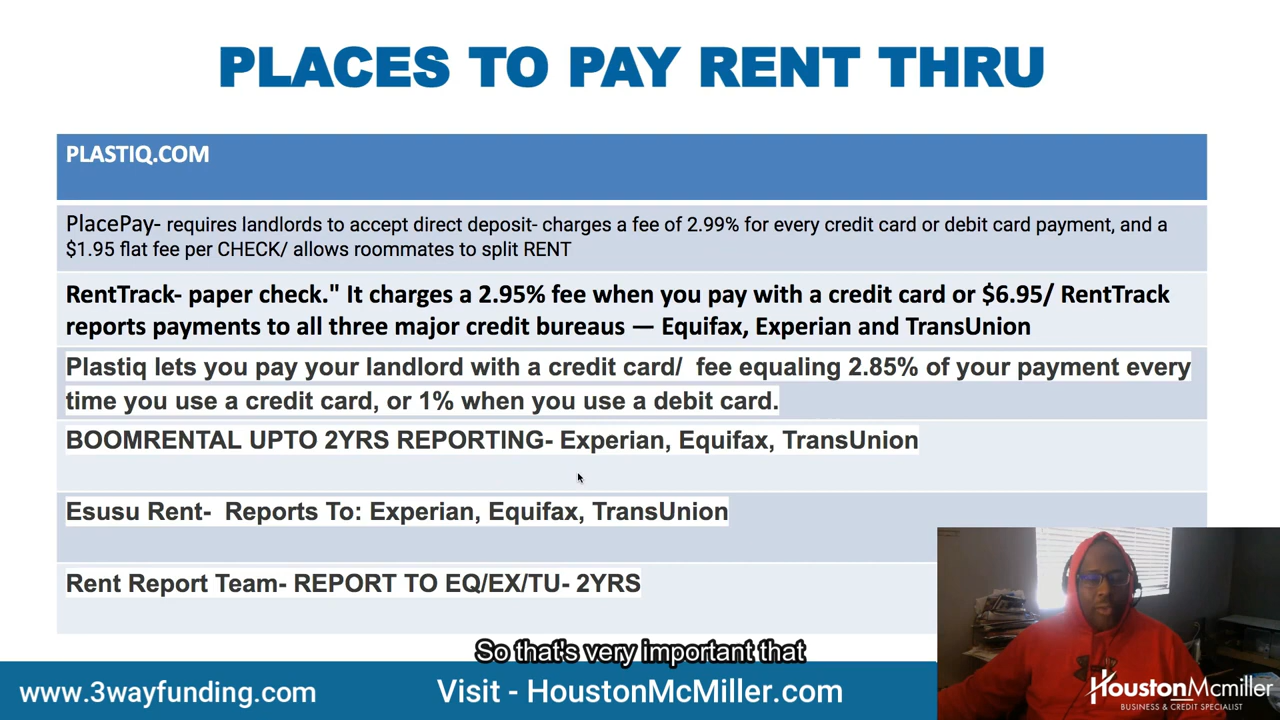 PLACES TO PAY RENT THRU
PLASTIQ.COM
PlacePay- requires landlords to accept direct deposit- charges a fee of 2.99% for every credit card or debit card payment, and a
$1.95 flat fee per CHECK/ allows roommates to split RENT
RentTrack- paper check." It charges a 2.95% fee when you pay with a credit card or $6.95/ RentTrack
reports payments to all three major credit bureaus — Equifax, Experian and TransUnion
Plastiq lets you pay your landlord with a credit card/ fee equaling 2.85% of your payment every
time you use a credit card, or 1% when you use a debit card.
BOOMRENTAL UPTO 2YRS REPORTING- Experian, Equifax, TransUnion
Esusu Rent- Reports To: Experian, Equifax, TransUnion
Rent Report Team- REPORT TO EQ/EX/TU- 2YRS
So that's very important that
www.3wayfunding.com
Visit - HoustonMcMiller.com
HoustonMcmiller
BUSINESS & CREDIT SPECIALIST